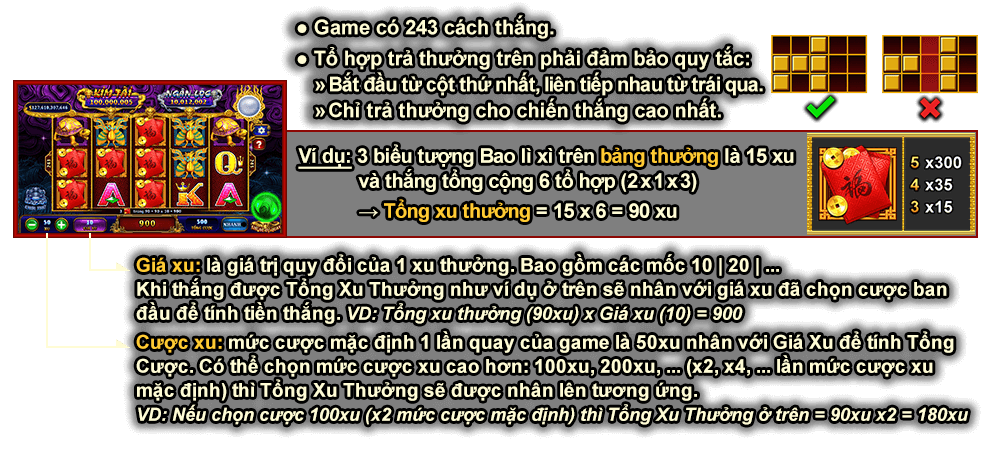 ● Game có 243 cách thắng.
● Tổ hợp trả thưởng trên phải đảm bảo quy tắc:
» Bắt đầu từ cột thứ nhất, liên tiếp nhau từ trái qua.
» Chỉ trả thưởng cho chiến thắng cao nhất.
KIM TÀI
100,000,005
NGÂN LỘC
10,012,002
Ví dụ: 3 biểu tượng Bao lì xì trên bảng thưởng là 15 xu
và thắng tổng cộng 6 tổ hợp (2x1x3)
→ Tổng xu thưởng = 15 x 6 = 90 xu
福
5 x300
4 x35
3 x15
Q
A
K
A
50
XU
10
900
500
TỔNG CƯỢC
NHANH
Giá xu: là giá trị quy đổi của 1 xu thưởng. Bao gồm các mốc 10 | 20 | ...
Khi thắng được Tổng Xu Thưởng như ví dụ ở trên sẽ nhân với giá xu đã chọn cược ban
đầu để tính tiền thắng. VD: Tổng xu thưởng (90xu) x Giá xu (10) = 900
Cược xu: mức cược mặc định 1 lần quay của game là 50xu nhân với Giá Xu để tính Tổng
Cược. Có thể chọn mức cược xu cao hơn: 100xu, 200xu, ... (x2, x4, ... lần mức cược xu
mặc định) thì Tổng Xu Thưởng sẽ được nhân lên tương ứng.
VD: Nếu chọn cược 100xu (x2 mức cược mặc định) thì Tổng Xu Thưởng ở trên = 90xu x2 = 180xu